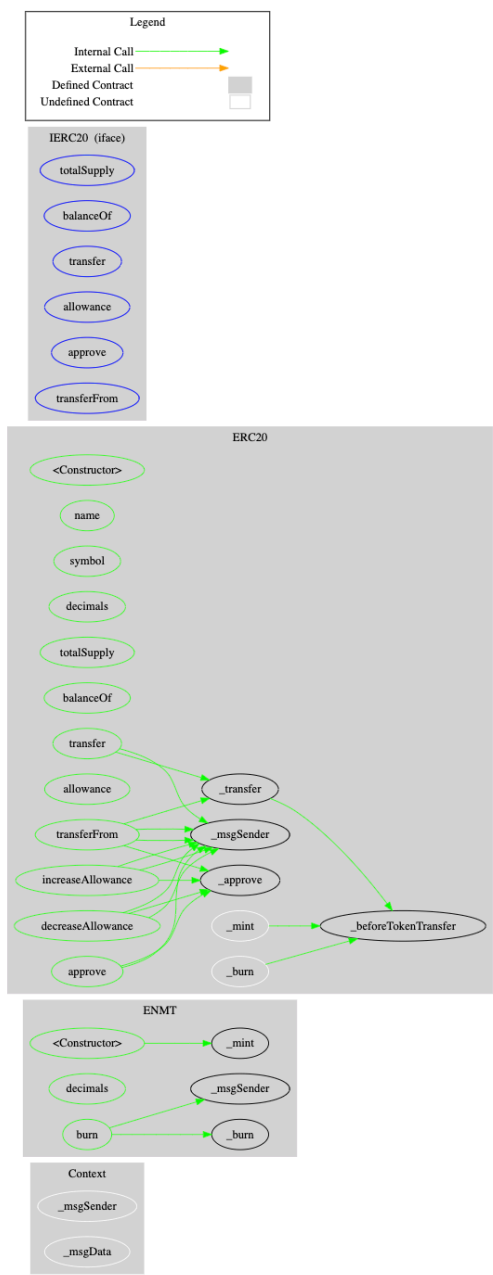 Legend
Internal Call
External Call
Defined Contract
Undefined Contract
IERC20 (iface)
totalSupply
balanceOf
transfer
allowance
approve
transferFrom
ERC20
<Constructor>
name
symbol
decimals
totalSupply
balanceOf
transfer
allowance
_transfer
transferFrom
_msgSender
increaseAllowance
_approve
decreaseAllowance
_mint
_beforeTokenTransfer
approve
_burn
ENMT
<Constructor>
_mint
decimals
_msgSender
burn
_burn
Context
_msgSender
_msgData